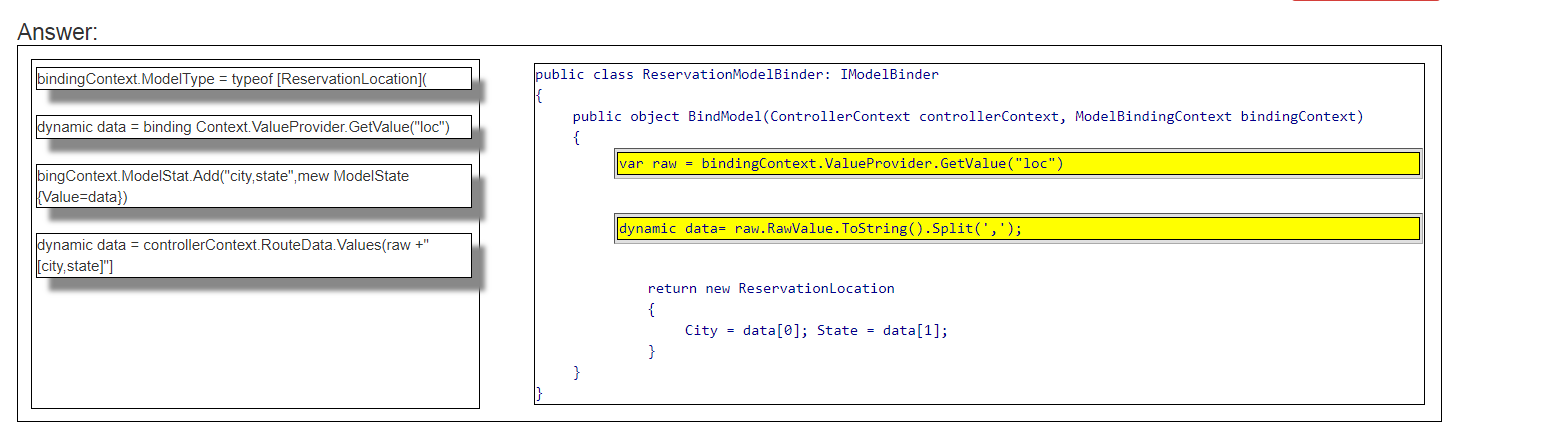 Answer:
bindingContext.ModelType = typeof [ReservationLocation](
dynamic data = binding Context.ValueProvider.GetValue("loc")
bingContext.ModelStat.Add("city,state",mew ModelState
{Value=data})
dynamic data = controllerContext.RouteData.Values(raw +"
[city,state]"]
public class ReservationModelBinder: IModelBinder
{
public object BindModel(ControllerContext controllerContext, ModelBindingContext bindingContext)
{
var raw = bindingContext.ValueProvider.GetValue("loc")
dynamic data= raw.RawValue.ToString().Split(',');
return new ReservationLocation
{
City = data[0]; State = data[1];
}
}
}